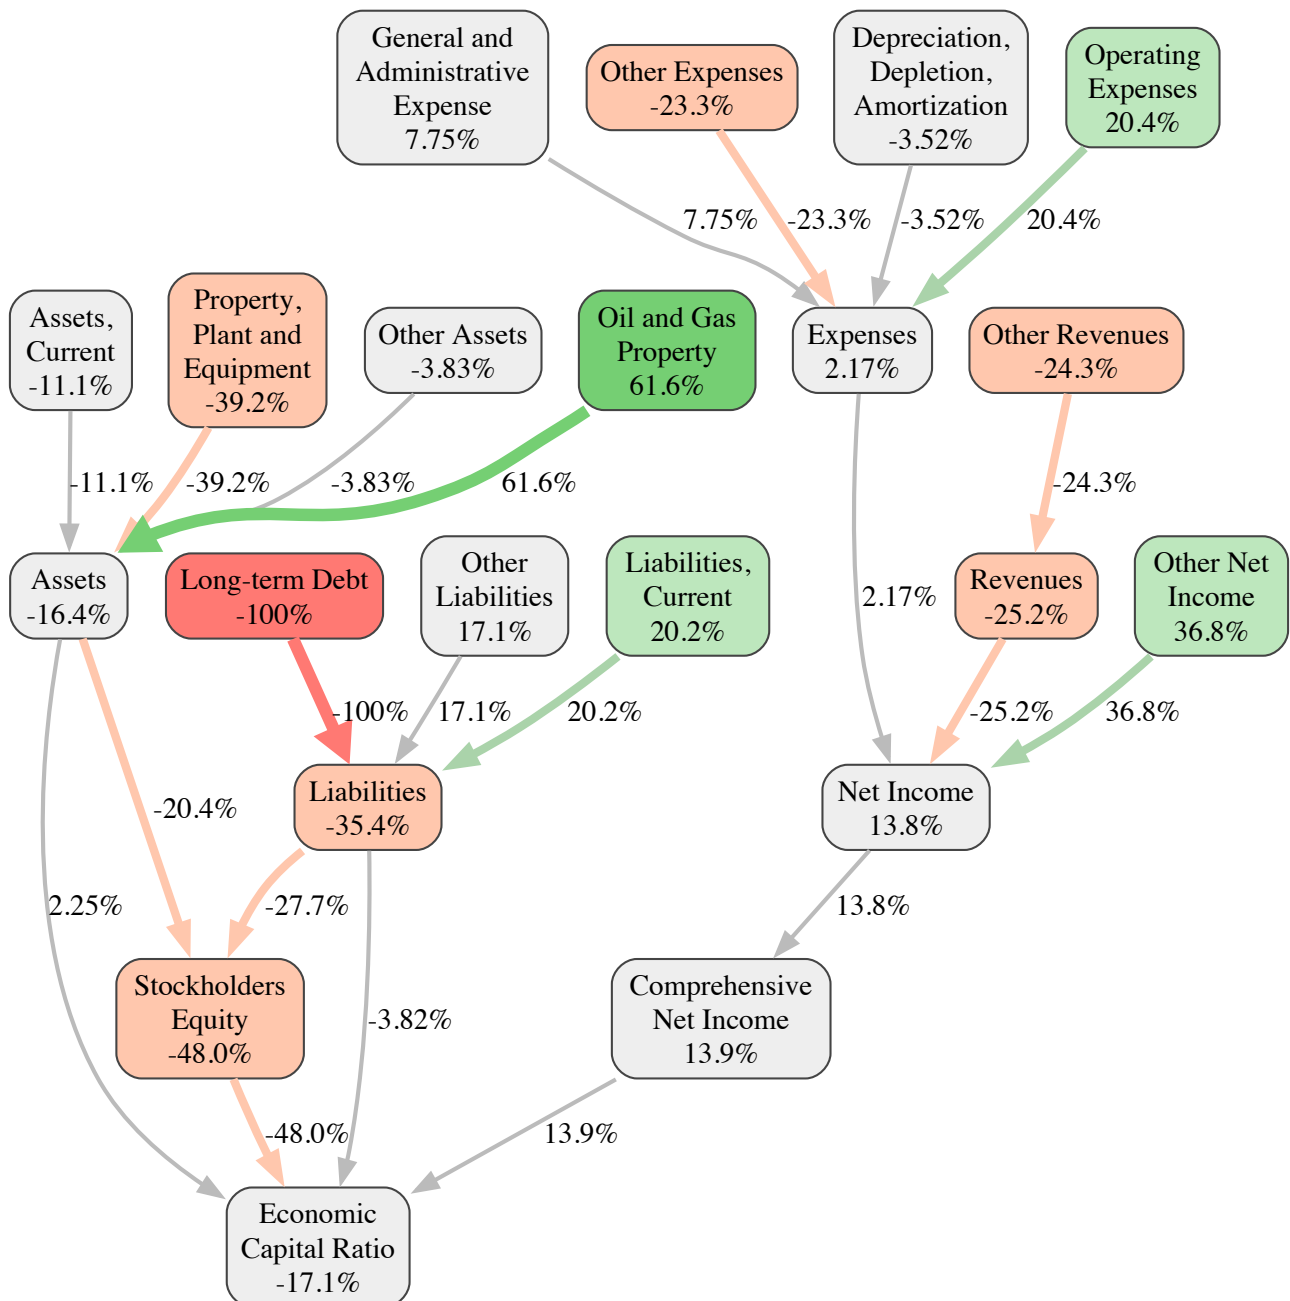 General and
Administrative
Expense
7.75%
Other Expenses
-23.3%
Depreciation,
Depletion,
Amortization
-3.52%
Operating
Expenses
20.4%
7.75%
-23.3%
-3.52%
20.4%
Assets,
Current
-11.1%
Property,
Plant and
Equipment
-39.2%
Other Assets
-3.83%
Oil and Gas
Property
61.6%
Expenses
2.17%
Other Revenues
-24.3%
-11.1%
-39.2%
-3.83%
61.6%
-24.3%
Assets
-16.4%
Long-term Debt
-100%
Other
Liabilities
17.1%
Liabilities,
Current
20.2%
2.17%
Revenues
-25.2%
Other Net
Income
36.8%
-100%
17.1%
20.2%
-25.2%
36.8%
-20.4%
Liabilities
-35.4%
Net Income
13.8%
2.25%
-27.7%
13.8%
Stockholders
Equity
-48.0%
-3.82%
Comprehensive
Net Income
13.9%
-48.0%
13.9%
Economic
Capital Ratio
-17.1%